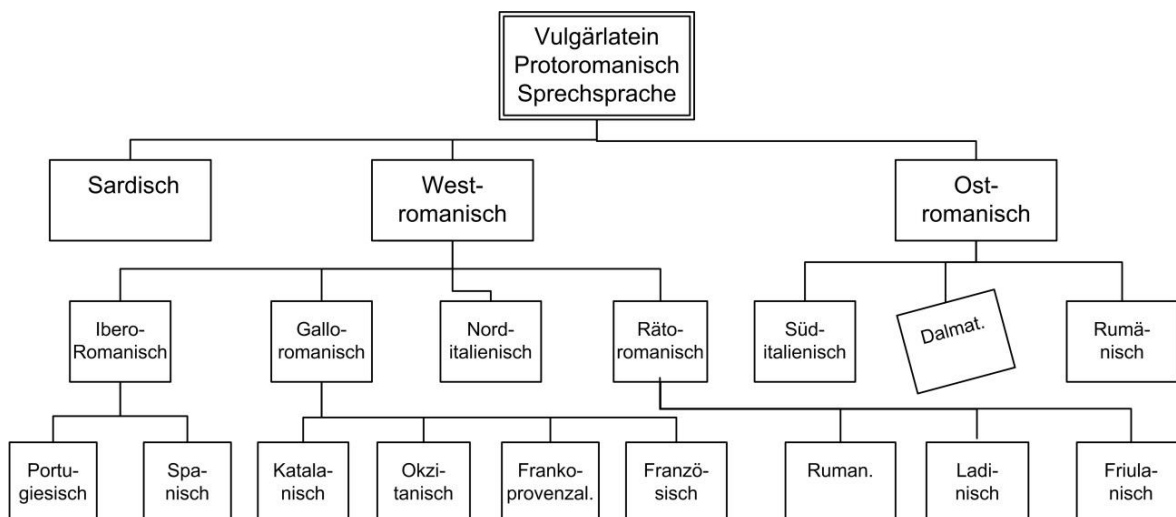 Vulgärlatein
Protoromanisch
Sprechsprache
Sardisch
West-
romanisch
Ost-
romanisch
Ibero-
Romanisch
Gallo-
romanisch
Nord-
italienisch
Räto-
romanisch
Süd-
italienisch
Dalmat.
Rumä-
nisch
Portu-
giesisch
Spa-
nisch
Katala-
nisch
Okzi-
tanisch
Franko-
provenzal.
Franzö-
sisch
Ruman.
Ladi-
nisch
Friula-
nisch